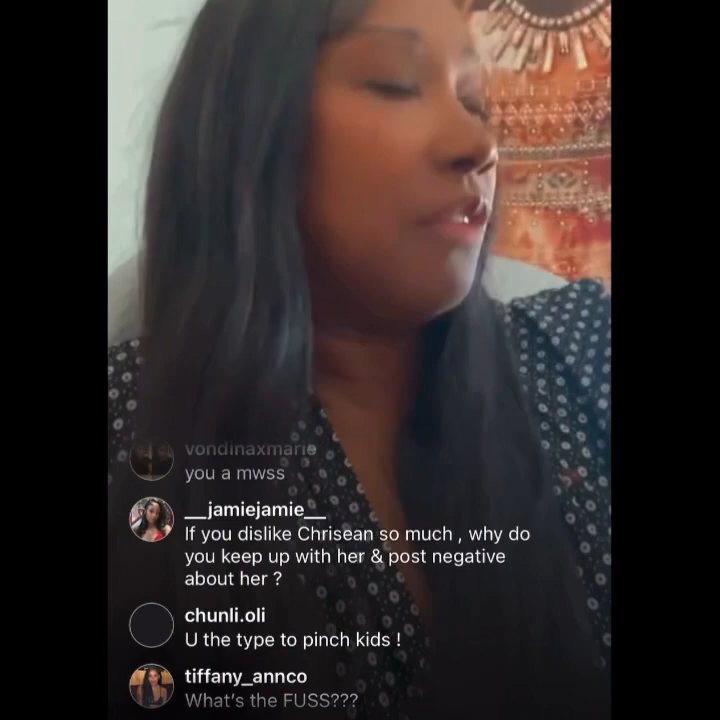 vondinaxmarie
you a mwss
__jamiejamie__
If you dislike Chrisean so much , why do
you keep up with her & post negative
about her ?
chunli.oli
U the type to pinch kids !
tiffany_annco
What's the FUSS???